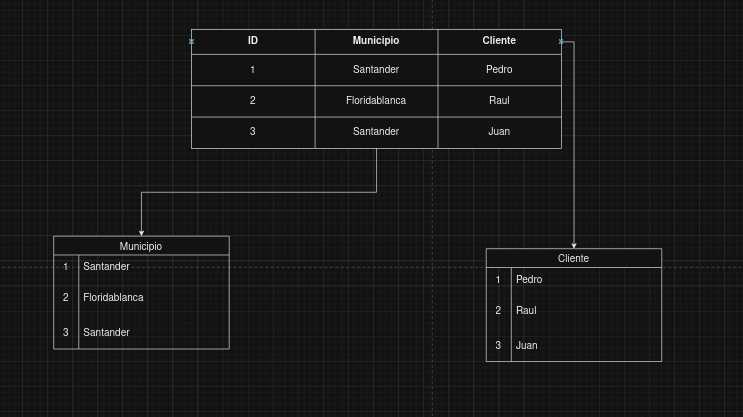 ID Municipio Cliente
1 Santander Pedro
2 Floridablanca Raul
3 Santander Juan
Municipio
1 Santander
2 Floridablanca
3 Santander
Cliente
1 Pedro
2 Raul
3 Juan